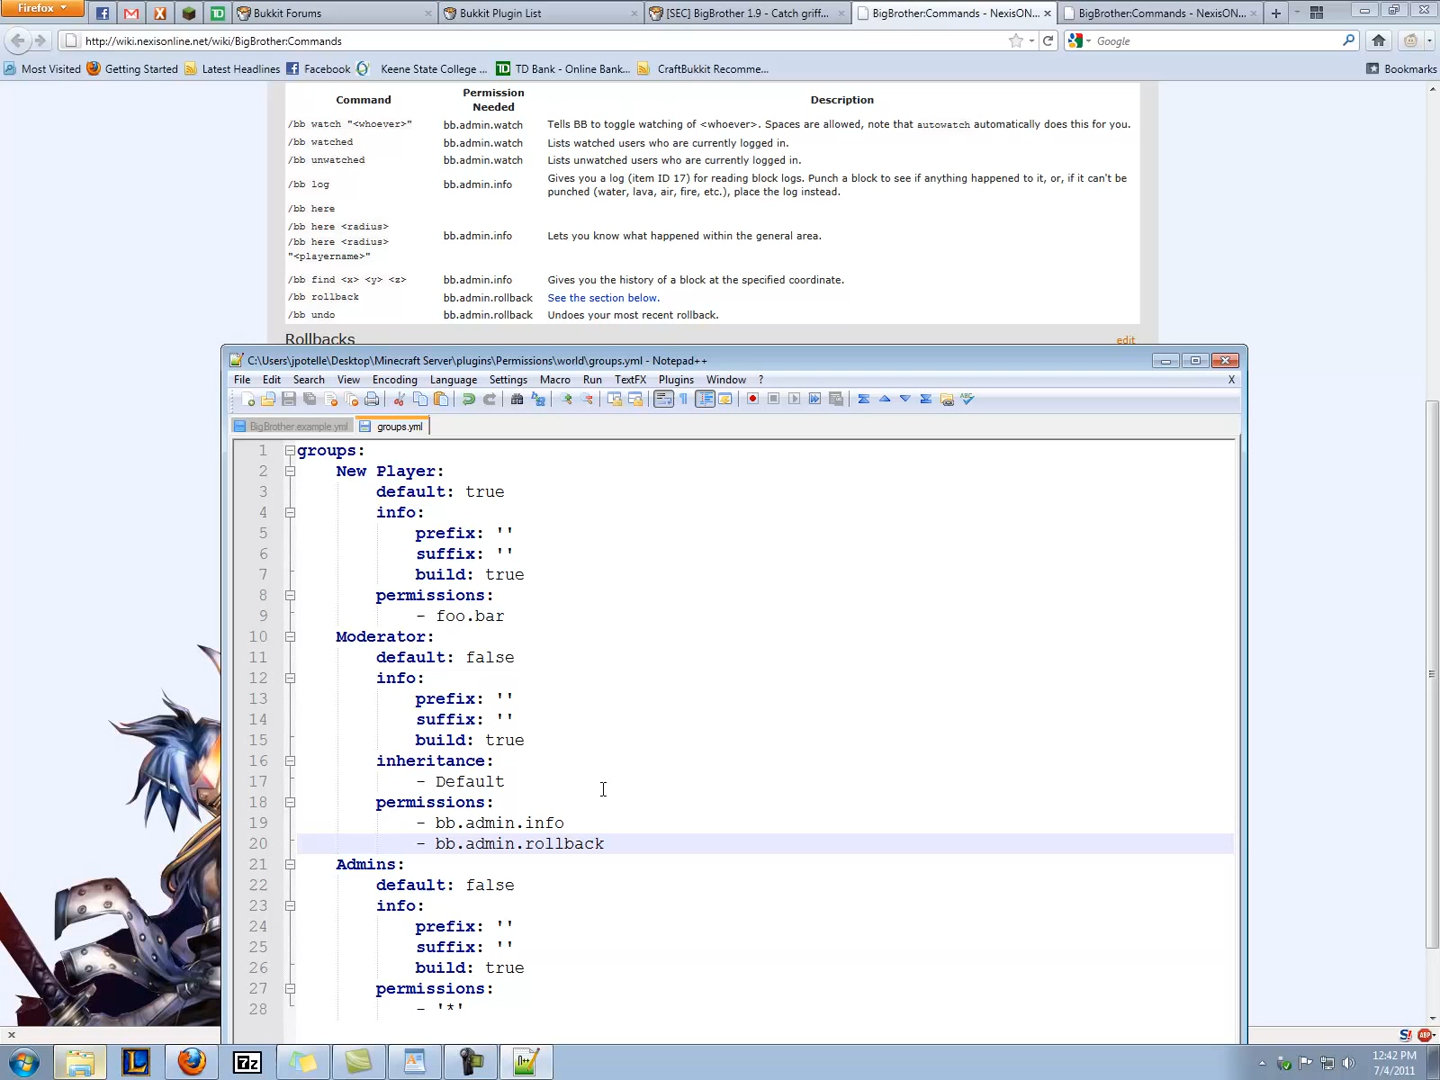 Firefox
Bukkit Forums
Bukkit Plugin List
[SEC] BigBrother 1.9 - Catch griff...
BigBrother:Commands - NexisON...
BigBrother:Commands - NexisON...
http://wiki.nexisonline.net/wiki/BigBrother:Commands
Google
Most Visited
Getting Started
Latest Headlines
Facebook
Keene State College ...
TD Bank - Online Bank...
CraftBukkit Recomme...
Bookmarks
Command
Permission
Needed
Description
/bb watch "<whoever>"
bb.admin.watch
Tells BB to toggle watching of <whoever>. Spaces are allowed, note that autowatch automatically does this for you.
/bb watched
bb.admin.watch
Lists watched users who are currently logged in.
/bb unwatched
bb.admin.watch
Lists unwatched users who are currently logged in.
/bb log
bb.admin.info
Gives you a log (item ID 17) for reading block logs. Punch a block to see if anything happened to it, or, if it can't be
punched (water, lava, air, fire, etc.), place the log instead.
/bb here
/bb here <radius>
/bb here <radius>
"<playername>"
bb.admin.info
Lets you know what happened within the general area.
/bb find <x> <y> <z>
bb.admin.info
Gives you the history of a block at the specified coordinate.
/bb rollback
bb.admin.rollback
See the section below.
/bb undo
bb.admin.rollback
Undoes your most recent rollback.
Rollbacks
edit
C:\Users\jpotelle\Desktop\Minecraft Server\plugins\Permissions\world\groups.yml - Notepad++
File Edit Search View Encoding Language Settings Macro Run TextFX Plugins Window ? X
BigBrother.example.yml
groups.yml
1 groups:
2 New Player:
3 default: true
4 info:
5 prefix: ''
6 suffix: ''
7 build: true
8 permissions:
9 - foo.bar
10 Moderator:
11 default: false
12 info:
13 prefix: ''
14 suffix: ''
15 build: true
16 inheritance:
17 - Default
18 permissions:
19 - bb.admin.info
20 - bb.admin.rollback
21 Admins:
22 default: false
23 info:
24 prefix: ''
25 suffix: ''
26 build: true
27 permissions:
28 - '*'
12:42 PM
7/4/2011